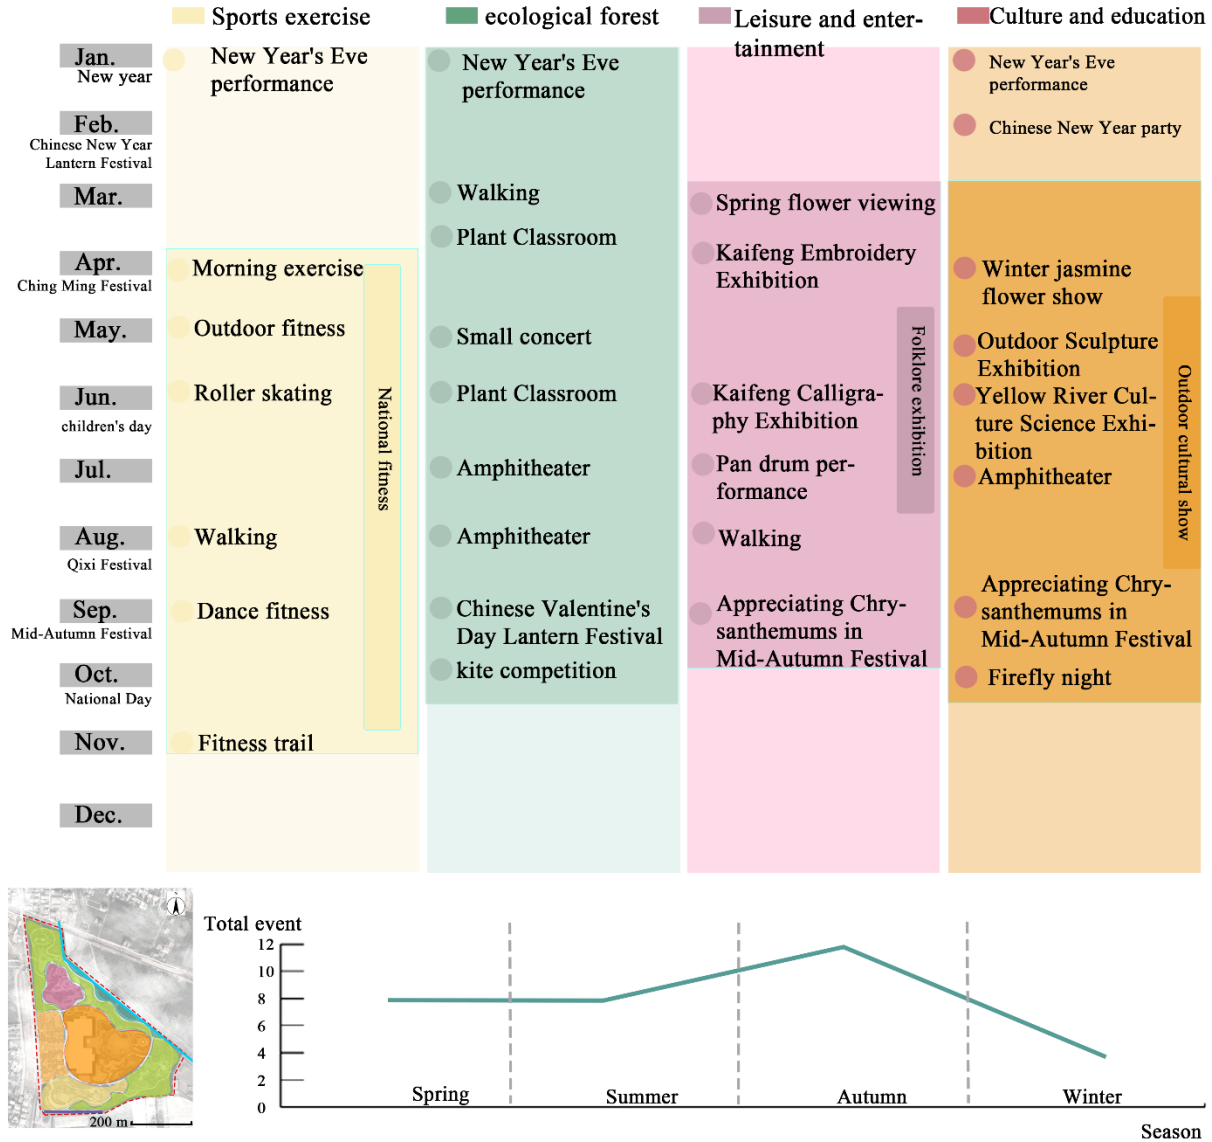 Sports exercise
ecological forest
Leisure and enter-
tainment
Culture and education
Jan.
New year
New Year's Eve
performance
New Year's Eve
performance
New Year's Eve
performance
Feb.
Chinese New Year
Lantern Festival
Chinese New Year party
Mar.
Walking
Spring flower viewing
Plant Classroom
Apr.
Ching Ming Festival
Morning exercise
Kaifeng Embroidery
Exhibition
Winter jasmine
flower show
May.
Outdoor fitness
Small concert
Outdoor Sculpture
Exhibition
Jun.
children's day
Roller skating
Plant Classroom
Kaifeng Calligra-
phy Exhibition
Yellow River Cul-
ture Science Exhi-
bition
National fitness
Folklore exhibition
Outdoor cultural show
Jul.
Amphitheater
Pan drum per-
formance
Amphitheater
Aug.
Qixi Festival
Walking
Amphitheater
Walking
Sep.
Mid-Autumn Festival
Dance fitness
Chinese Valentine's
Day Lantern Festival
Appreciating Chry-
santhemums in
Mid-Autumn Festival
Appreciating Chry-
santhemums in
Mid-Autumn Festival
Oct.
National Day
kite competition
Firefly night
Nov.
Fitness trail
Dec.
200 m
Total event
12
10
8
6
4
2
0
Spring
Summer
Autumn
Winter
Season